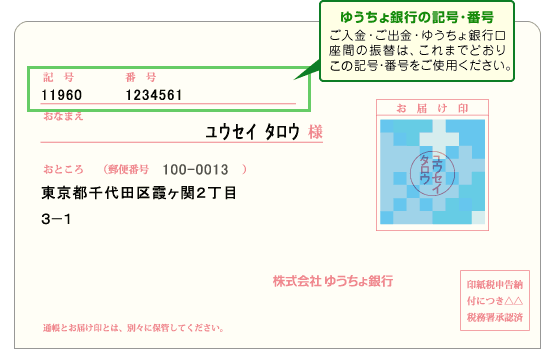 ゆうちょ銀行の記号・番号
ご入金・ご出金・ゆうちょ銀行口
座間の振替は、これまでどおり
この記号・番号をご使用ください。
記 号 番 号
11960 1234561
おなまえ
ユウセイ タロウ 様
おところ （郵便番号 100-0013 ）
東京都千代田区霞ヶ関2丁目
3－1
お届け印
ユウセイ
タロウ
株式会社 ゆうちょ銀行
印紙税申告納
付につき△△
税務署承認済
通帳とお届け印とは、別々に保管してください。